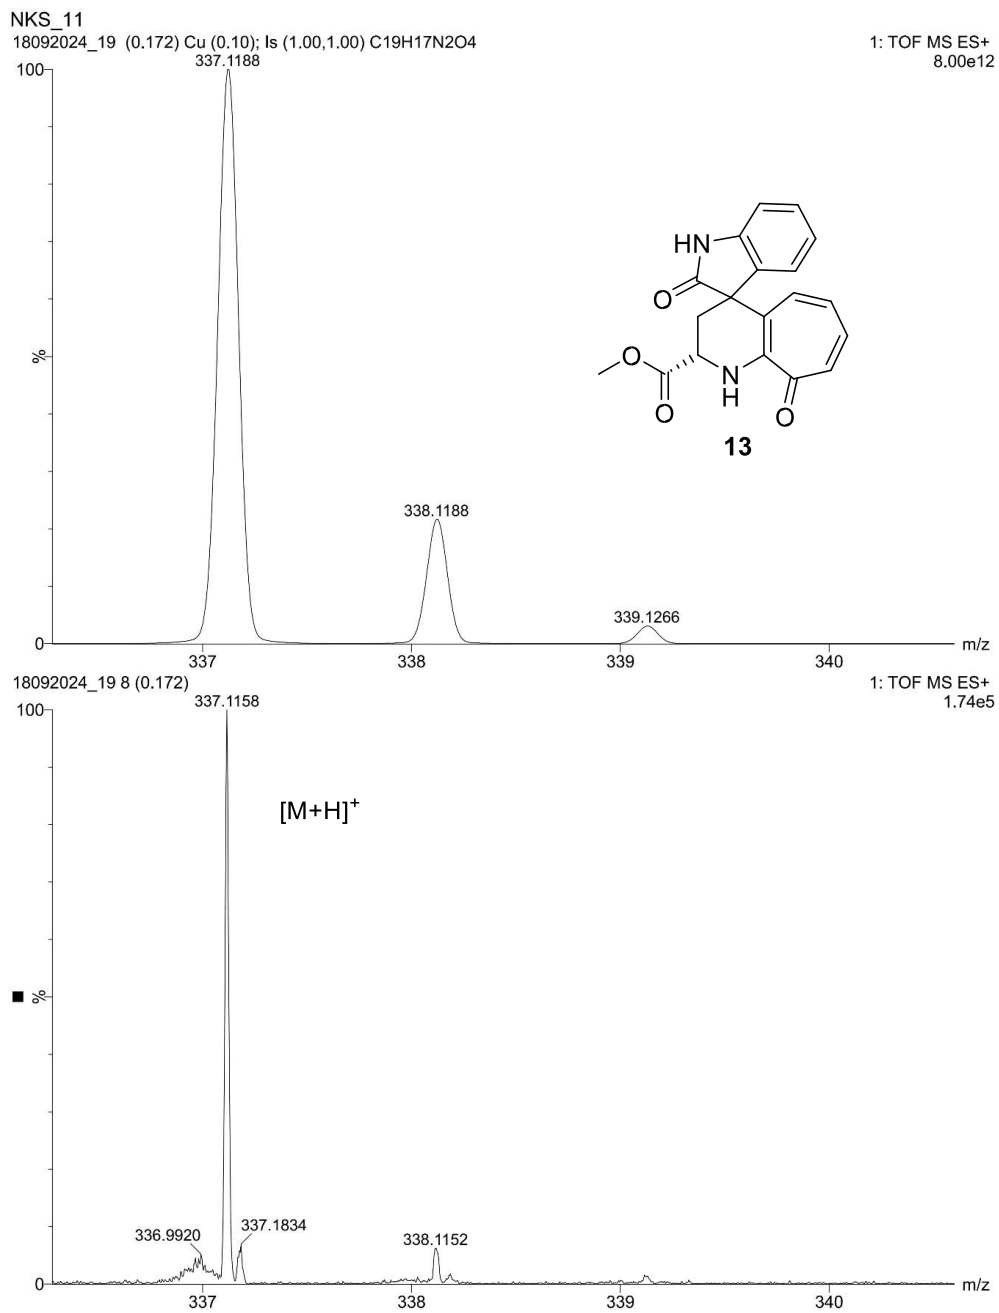 NKS_11
18092024_19 (0.172) Cu (0.10); Is (1.00,1.00) C19H17N2O4
1: TOF MS ES+
8.00e12
337.1188
100
%
338.1188
339.1266
0
337
338
339
340
m/z
HN
O
O
O
N
H
O
13
18092024_19 8 (0.172)
1: TOF MS ES+
1.74e5
337.1158
100
[M+H]+
%
336.9920
337.1834
338.1152
0
337
338
339
340
m/z